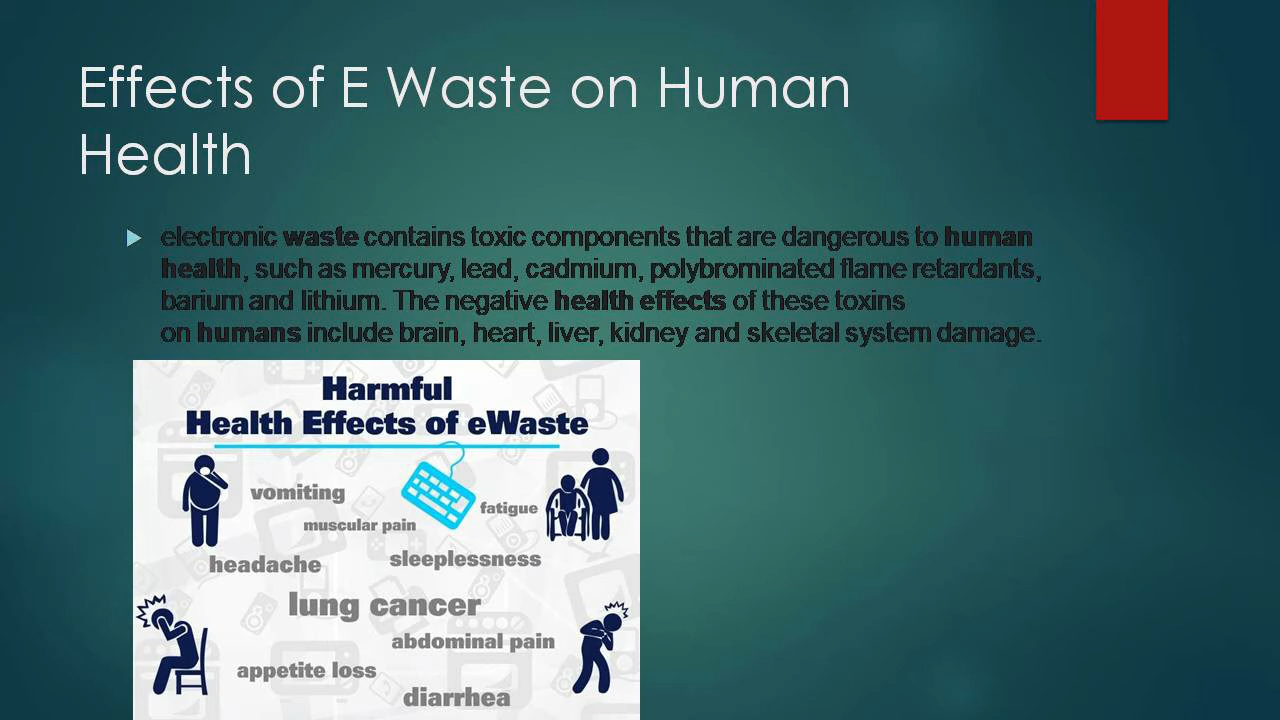 Effects of E Waste on Human
Health
electronic waste contains toxic components that are dangerous to human
health, such as mercury, lead, cadmium, polybrominated flame retardants,
barium and lithium. The negative health effects of these toxins
on humans include brain, heart, liver, kidney and skeletal system damage.
Harmful
Health Effects of eWaste
vomiting
fatigue
muscular pain
headache
sleeplessness
lung cancer
abdominal pain
appetite loss
diarrhea